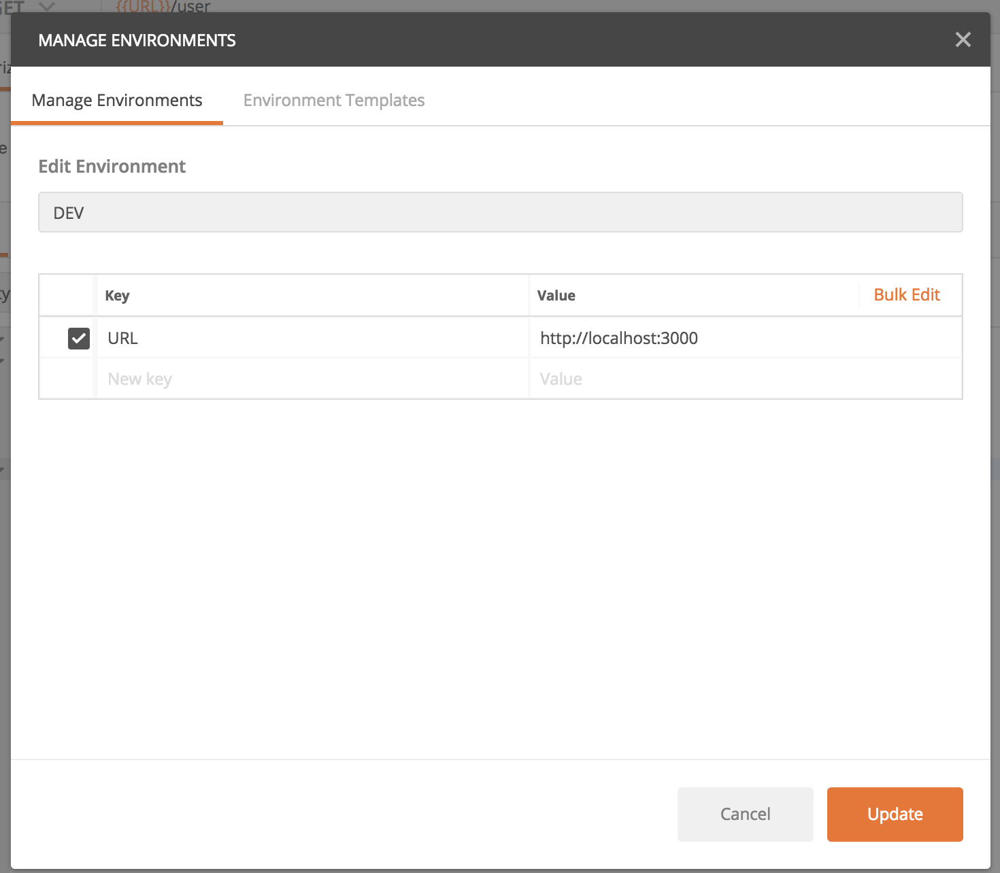 GET {{URL}}/user
MANAGE ENVIRONMENTS
Manage Environments Environment Templates
Edit Environment
DEV
Key Value Bulk Edit
URL http://localhost:3000
New key Value
Cancel Update